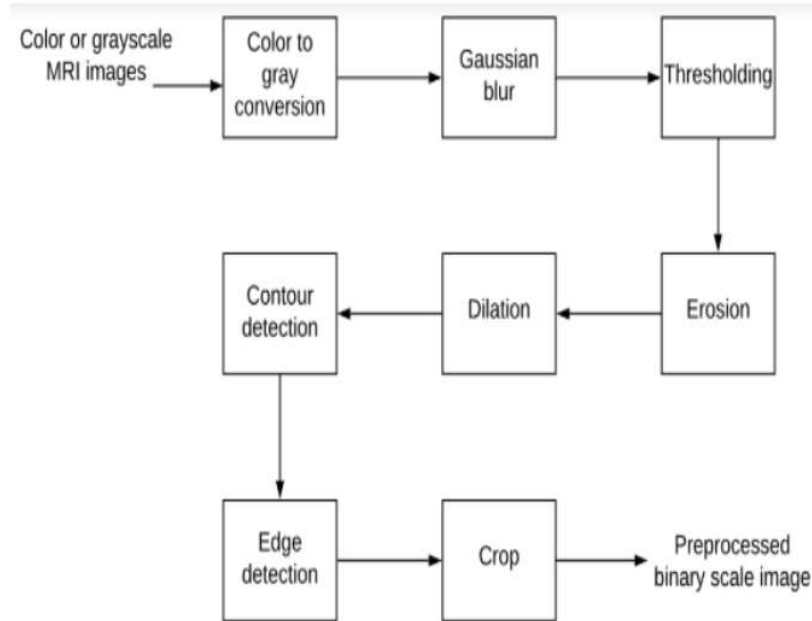 Color or grayscale
MRI images
Color to
gray
conversion
Gaussian
blur
Thresholding
Erosion
Dilation
Contour
detection
Edge
detection
Crop
Preprocessed
binary scale image